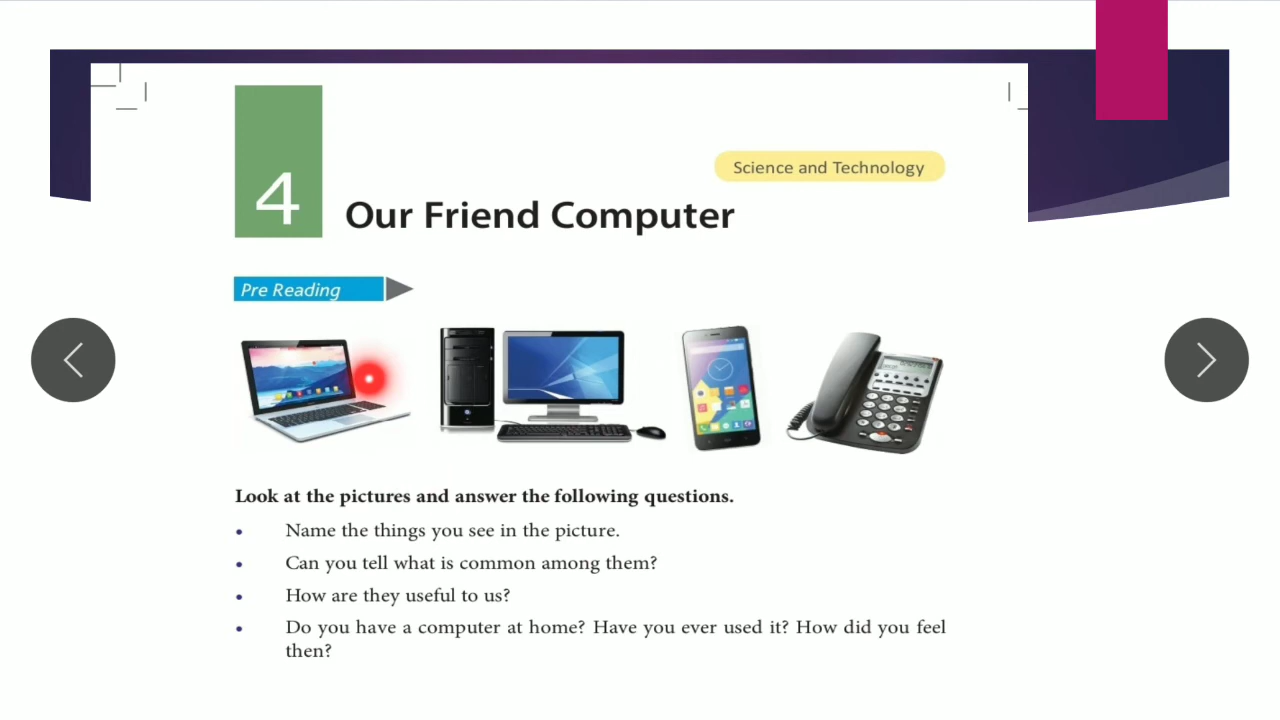 Science and Technology
4
Our Friend Computer
Pre Reading
Look at the pictures and answer the following questions.
• Name the things you see in the picture.
• Can you tell what is common among them?
• How are they useful to us?
• Do you have a computer at home? Have you ever used it? How did you feel
then?